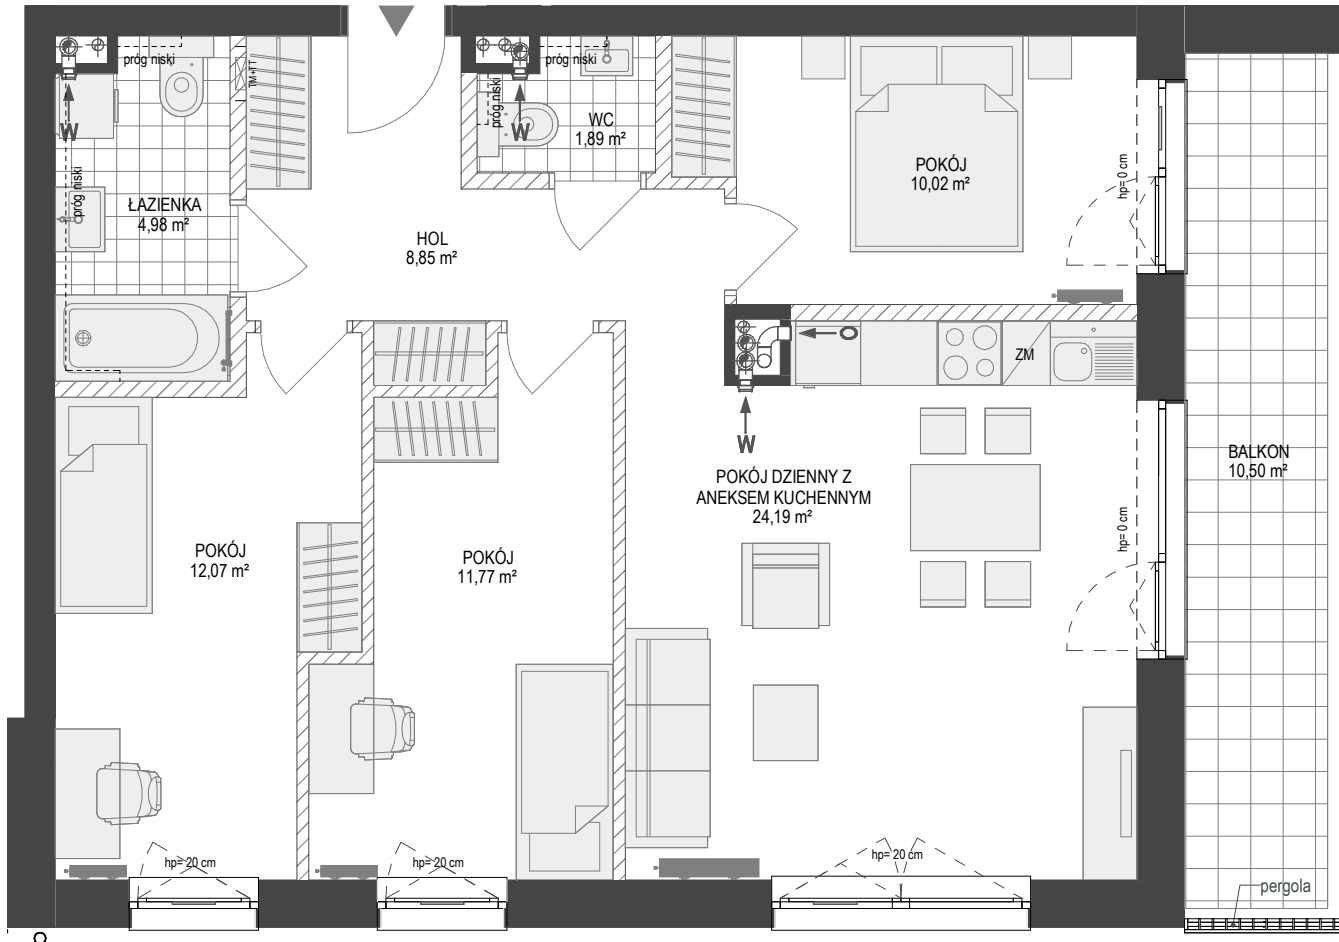 próg niski
TM+TT
W
próg niski
ŁAZIENKA
4,98 m²
próg niski
próg niski
W
WC
1,89 m²
POKÓJ
10,02 m²
hp= 0 cm
HOL
8,85 m²
O
ZM
W
POKÓJ DZIENNY Z
ANEKSEM KUCHENNYM
24,19 m²
hp= 0 cm
BALKON
10,50 m²
POKÓJ
12,07 m²
POKÓJ
11,77 m²
hp= 20 cm
hp= 20 cm
hp= 20 cm
pergola